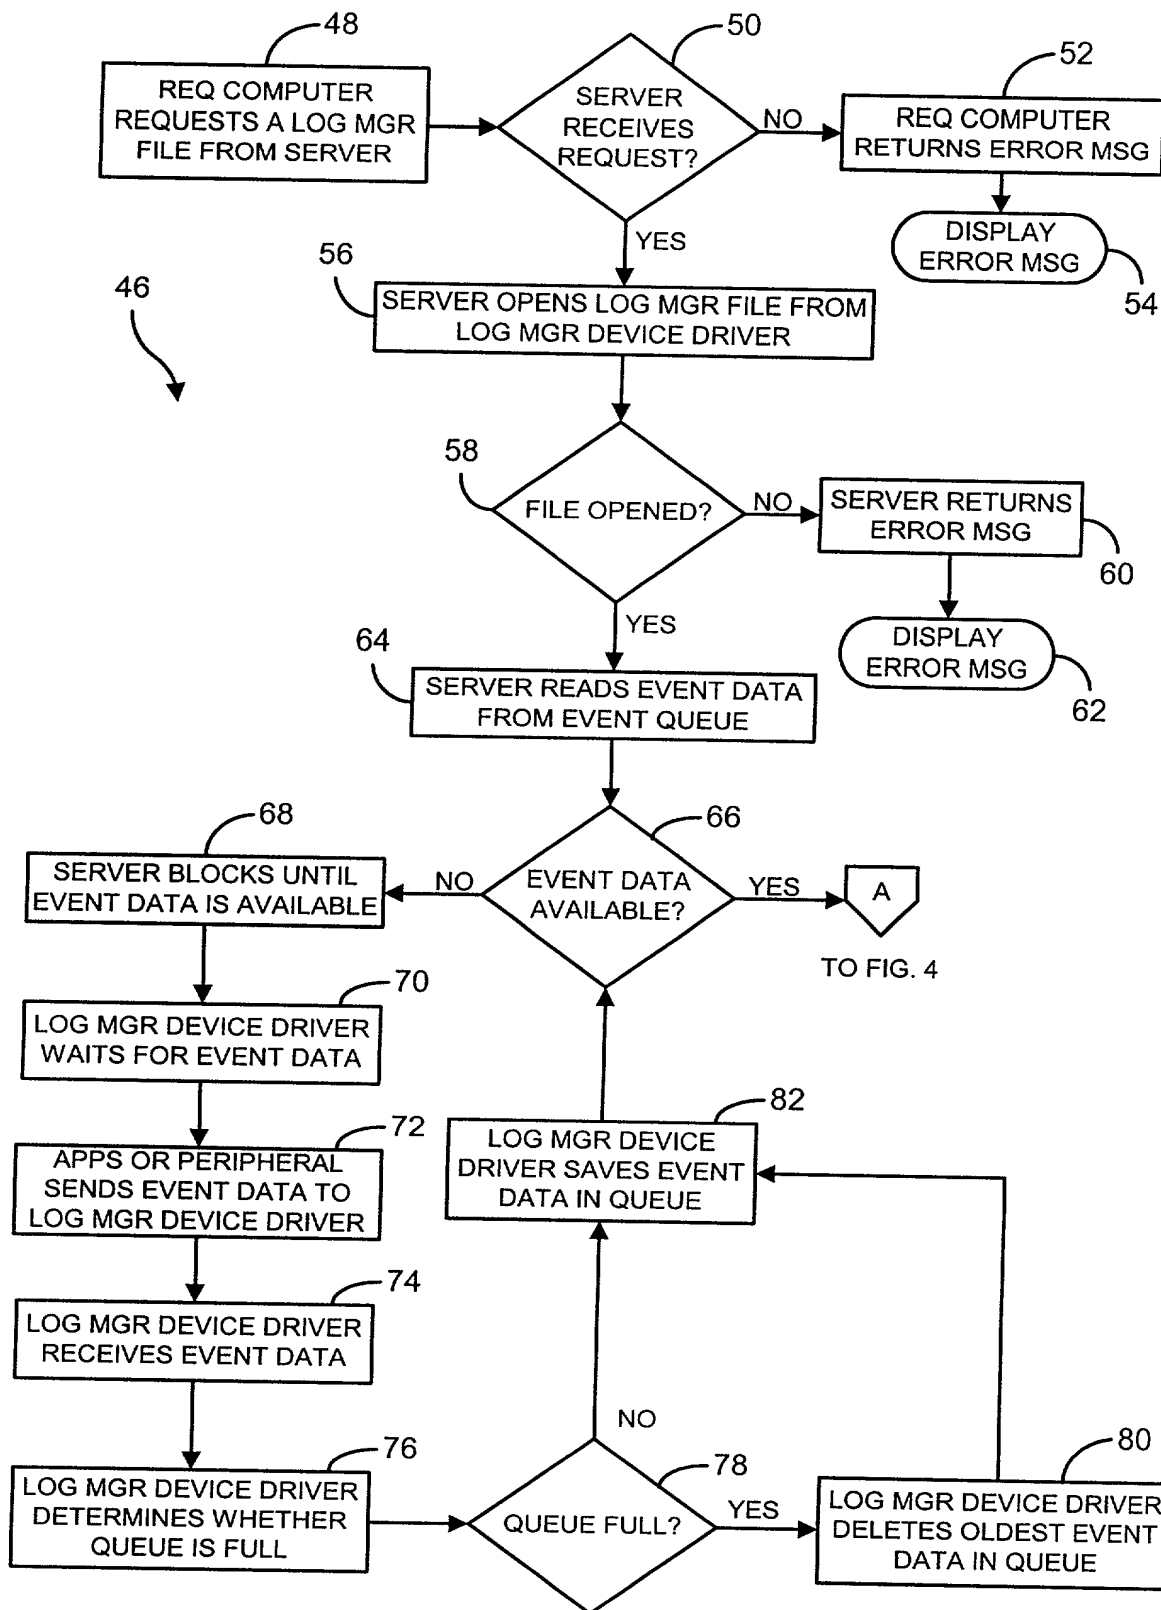 48
REQ COMPUTER
REQUESTS A LOG MGR
FILE FROM SERVER
50
SERVER
RECEIVES
REQUEST?
NO
52
REQ COMPUTER
RETURNS ERROR MSG
DISPLAY
ERROR MSG
54
YES
46
56
SERVER OPENS LOG MGR FILE FROM
LOG MGR DEVICE DRIVER
58
FILE OPENED?
NO
SERVER RETURNS
ERROR MSG
60
DISPLAY
ERROR MSG
62
YES
64
SERVER READS EVENT DATA
FROM EVENT QUEUE
66
EVENT DATA
AVAILABLE?
YES
A
TO FIG. 4
NO
68
SERVER BLOCKS UNTIL
EVENT DATA IS AVAILABLE
70
LOG MGR DEVICE DRIVER
WAITS FOR EVENT DATA
72
APPS OR PERIPHERAL
SENDS EVENT DATA TO
LOG MGR DEVICE DRIVER
74
LOG MGR DEVICE DRIVER
RECEIVES EVENT DATA
76
LOG MGR DEVICE DRIVER
DETERMINES WHETHER
QUEUE IS FULL
78
QUEUE FULL?
YES
80
LOG MGR DEVICE DRIVER
DELETES OLDEST EVENT
DATA IN QUEUE
NO
82
LOG MGR DEVICE
DRIVER SAVES EVENT
DATA IN QUEUE